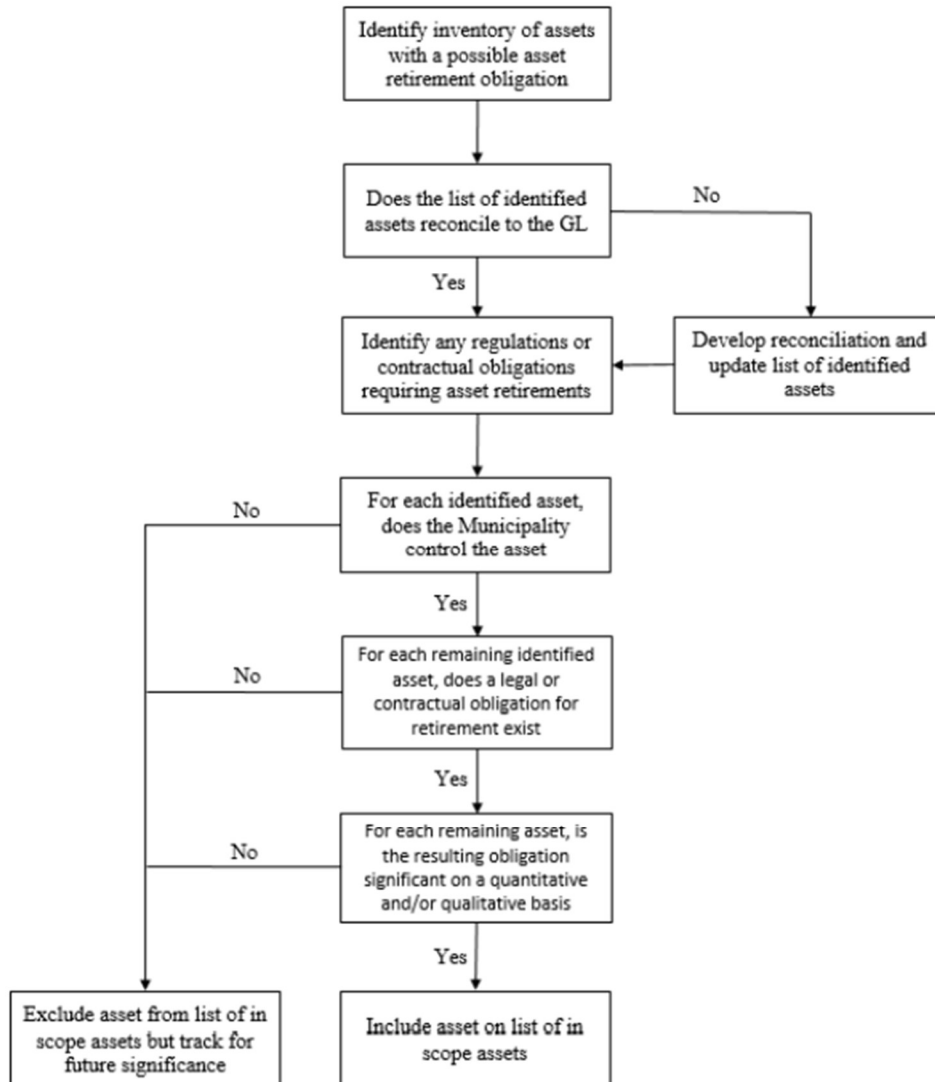 Identify inventory of assets
with a possible asset
retirement obligation
Does the list of identified
assets reconcile to the GL
No
Yes
Identify any regulations or
contractual obligations
requiring asset retirements
Develop reconciliation and
update list of identified
assets
For each identified asset,
does the Municipality
control the asset
No
Yes
For each remaining identified
asset, does a legal or
contractual obligation for
retirement exist
No
Yes
For each remaining asset, is
the resulting obligation
significant on a quantitative
and/or qualitative basis
No
Yes
Exclude asset from list of in
scope assets but track for
future significance
Include asset on list of in
scope assets